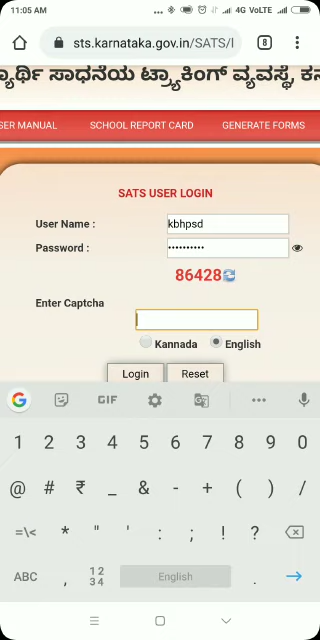 11:05 AM ... 4G VoLTE
sts.karnataka.gov.in/SATS/l 8
ಸಾಧನೆಯ ಟ್ರ್ಯಾಕಿಂಗ್ ವ್ಯವಸ್ಥೆ,
SER MANUAL SCHOOL REPORT CARD GENERATE FORMS
SATS USER LOGIN
User Name : kbhpsd
Password : ••••••••••
86428
Enter Captcha
Kannada English
Login Reset
G GIF G ...
1 2 3 4 5 6 7 8 9 0
@ # ₹ _ & - + ( ) /
=\< * " ' : ; ! ?
ABC , 12 English .
34